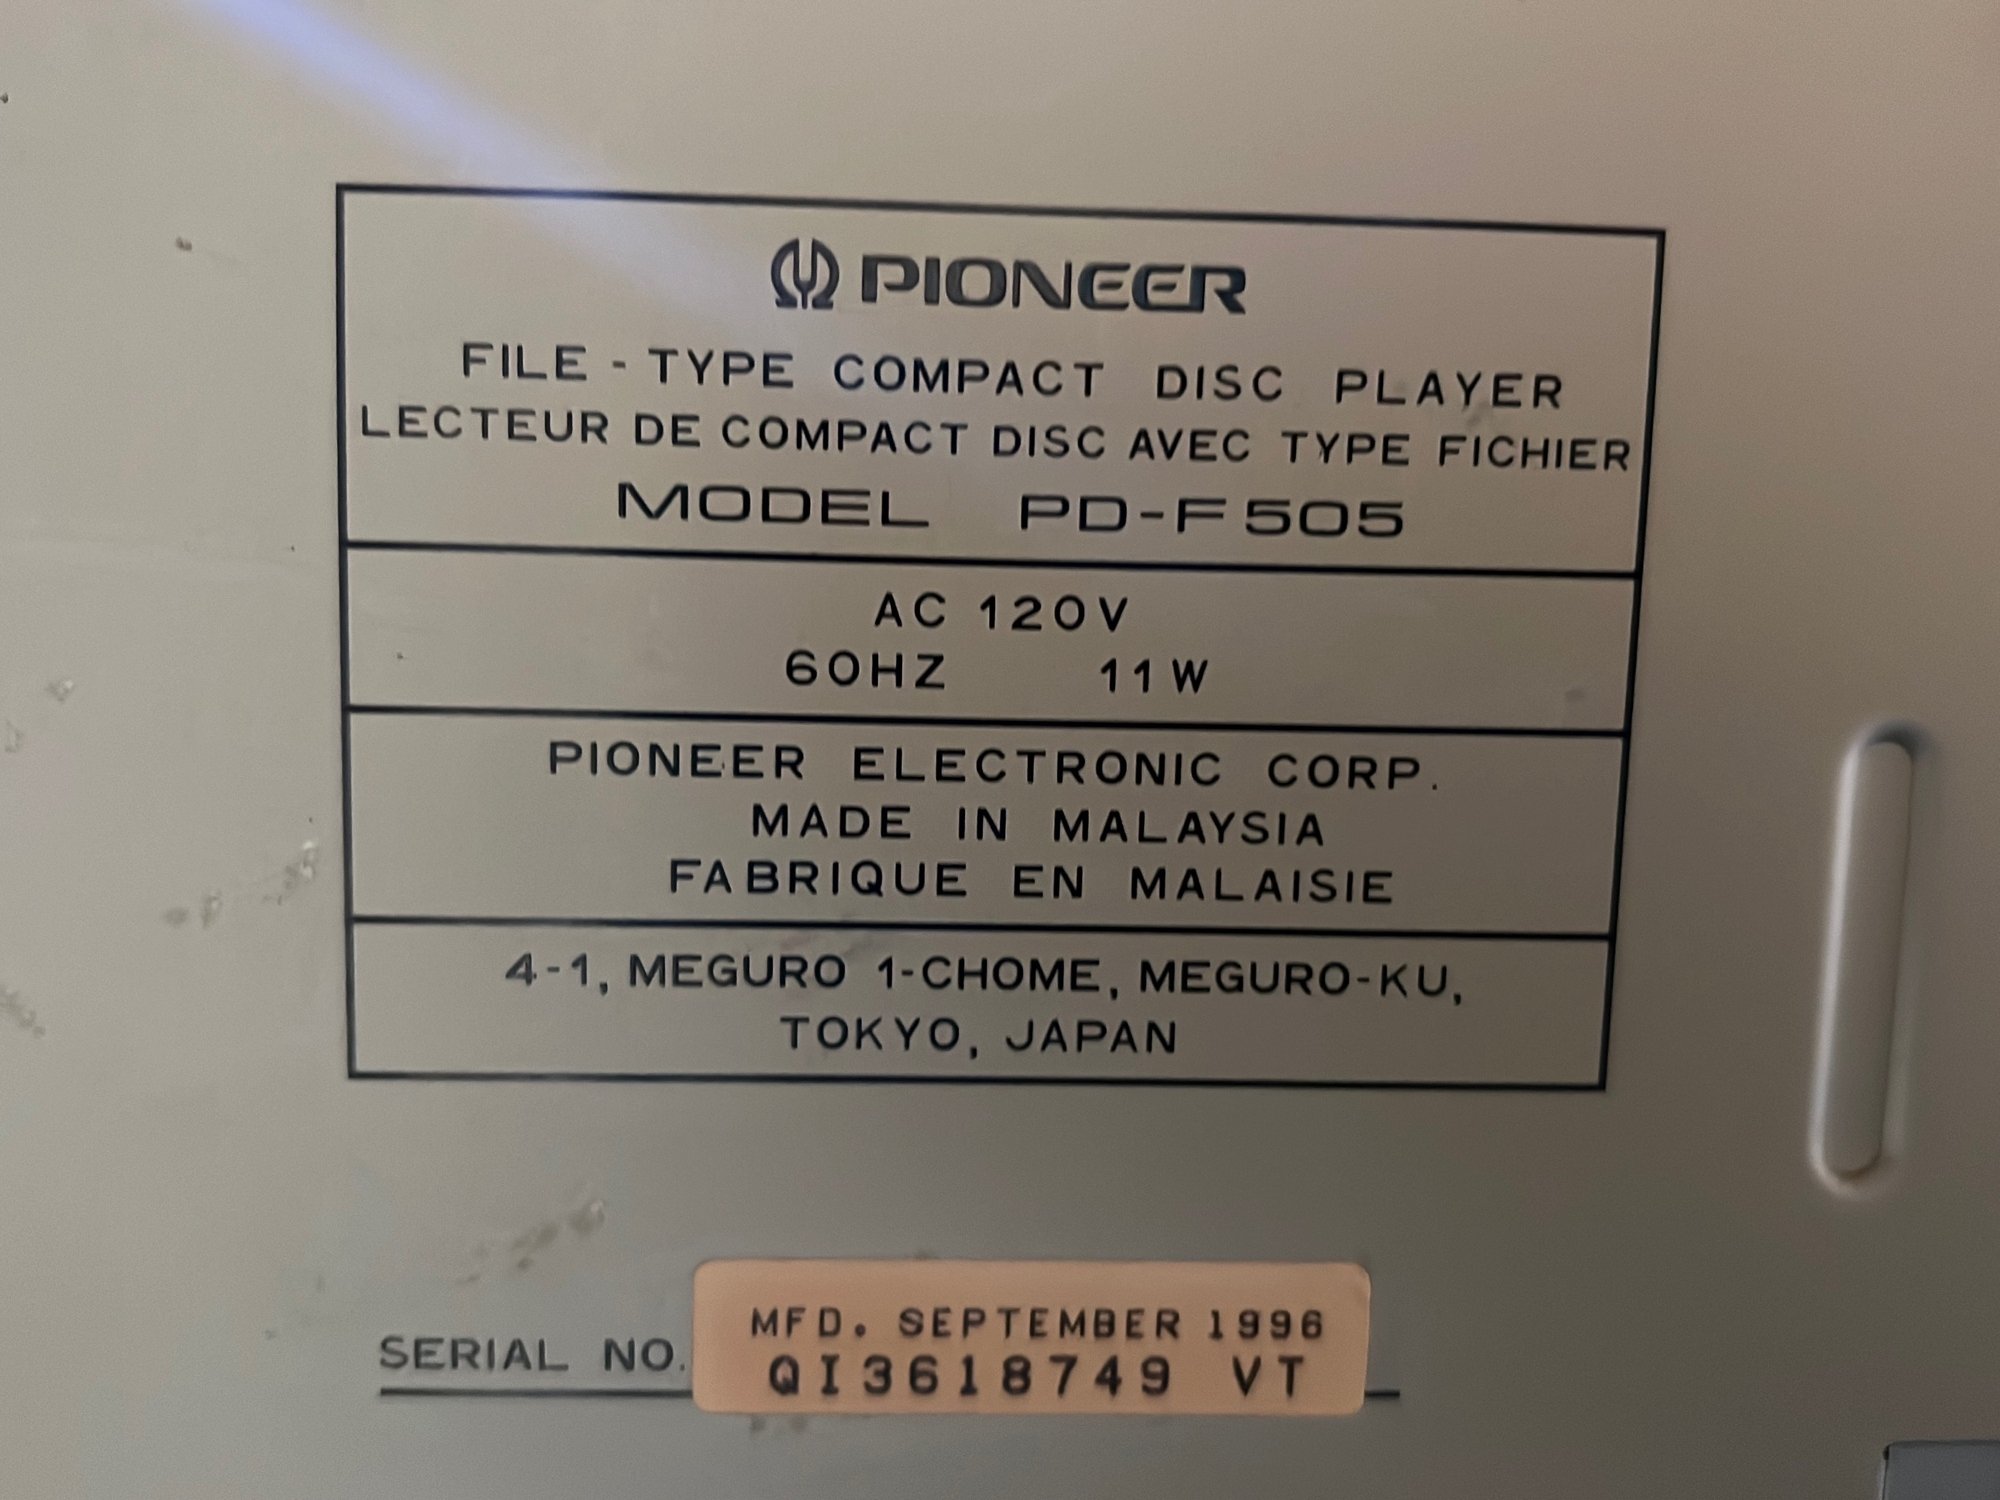 PIONEER
FILE-TYPE COMPACT DISC PLAYER
LECTEUR DE COMPACT DISC AVEC TYPE FICHIER
MODEL PD-F505
AC 120V
60HZ 11W
PIONEER ELECTRONIC CORP.
MADE IN MALAYSIA
FABRIQUE EN MALAISIE
4-1, MEGURO 1-CHOME, MEGURO-KU,
TOKYO, JAPAN
MFD. SEPTEMBER 1996
SERIAL NO. QI3618749 VT